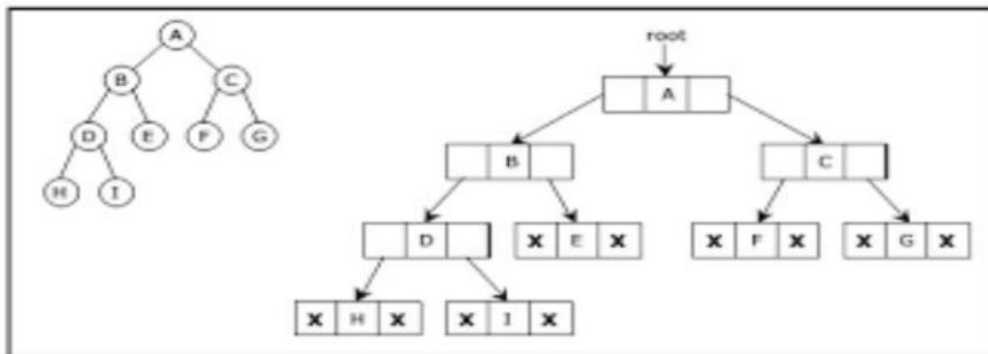 A
root
A
B C
B C
D E F G
D X E X X F X X G X
H I
X H X X I X